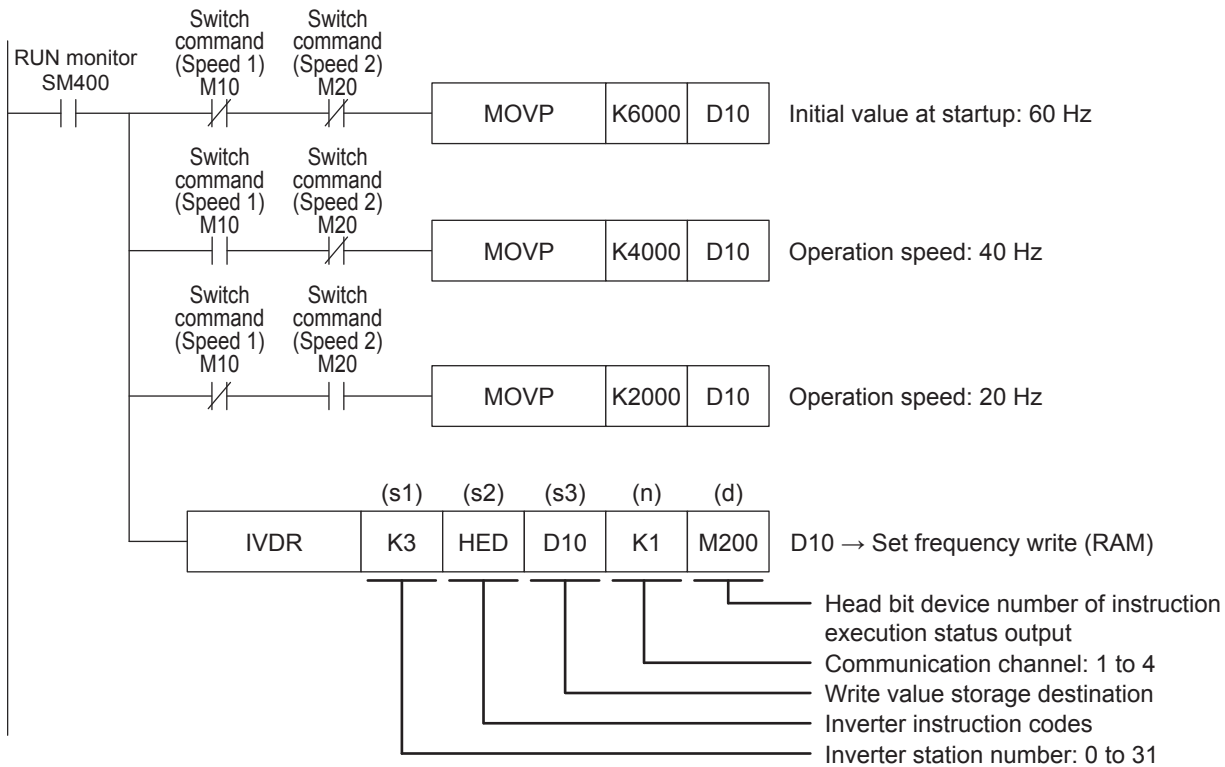 Switch command (Speed 1) M10
Switch command (Speed 2) M20
RUN monitor SM400
MOVP K6000 D10 Initial value at startup: 60 Hz
Switch command (Speed 1) M10
Switch command (Speed 2) M20
MOVP K4000 D10 Operation speed: 40 Hz
Switch command (Speed 1) M10
Switch command (Speed 2) M20
MOVP K2000 D10 Operation speed: 20 Hz
(s1) (s2) (s3) (n) (d)
IVDR K3 HED D10 K1 M200 D10 → Set frequency write (RAM)
Head bit device number of instruction
execution status output
Communication channel: 1 to 4
Write value storage destination
Inverter instruction codes
Inverter station number: 0 to 31